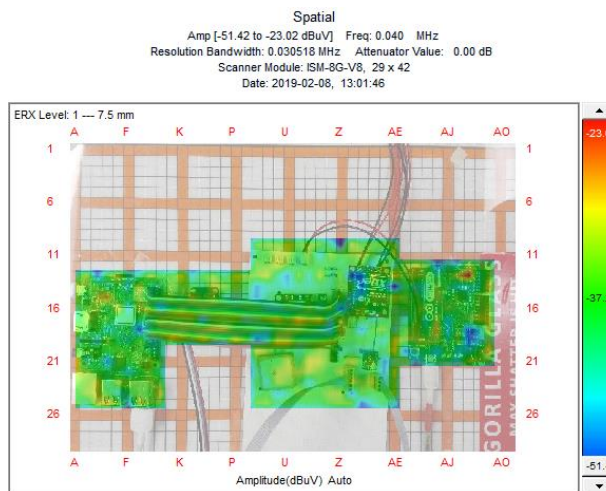 Spatial
Amp [-51.42 to -23.02 dBuV] Freq: 0.040 MHz
Resolution Bandwidth: 0.030518 MHz Attenuator Value: 0.00 dB
Scanner Module: ISM-8G-V8, 29 x 42
Date: 2019-02-08, 13:01:46
ERX Level: 1 --- 7.5 mm
A F K P U Z AE AJ AO
1 1
6 6
11 11
16 16
21 21
26 26
A F K P U Z AE AJ AO
Amplitude(dBuV) Auto
-23.0
-37.
-51.
GORILLA GLASS
MAX SHATTER